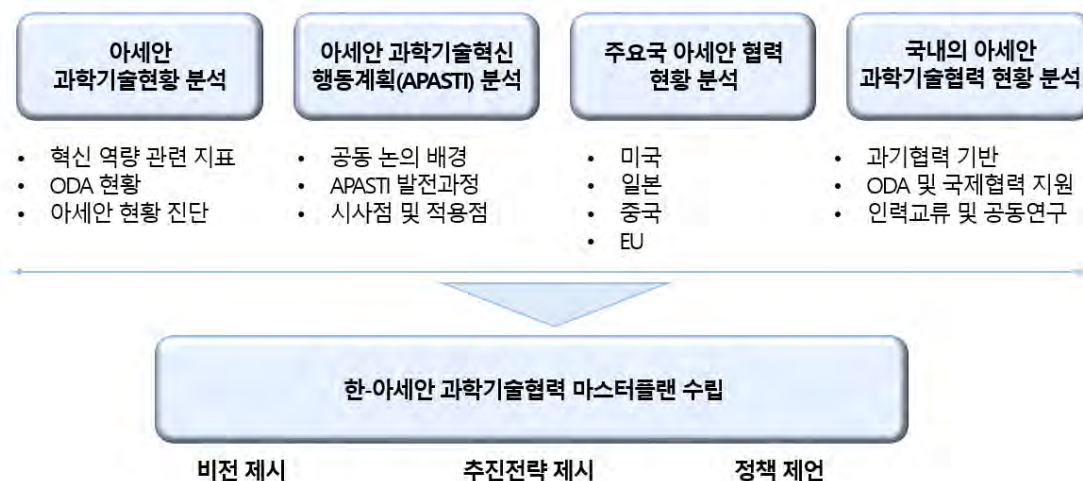 아세안
과학기술현황 분석
아세안 과학기술혁신
행동계획(APASTI) 분석
주요국 아세안 협력
현황 분석
국내의 아세안
과학기술협력 현황 분석
• 혁신 역량 관련 지표
• ODA 현황
• 아세안 현황 진단
• 공동 논의 배경
• APASTI 발전과정
• 시사점 및 적용점
• 미국
• 일본
• 중국
• EU
• 과기협력 기반
• ODA 및 국제협력 지원
• 인력교류 및 공동연구
한-아세안 과학기술협력 마스터플랜 수립
비전 제시
추진전략 제시
정책 제언